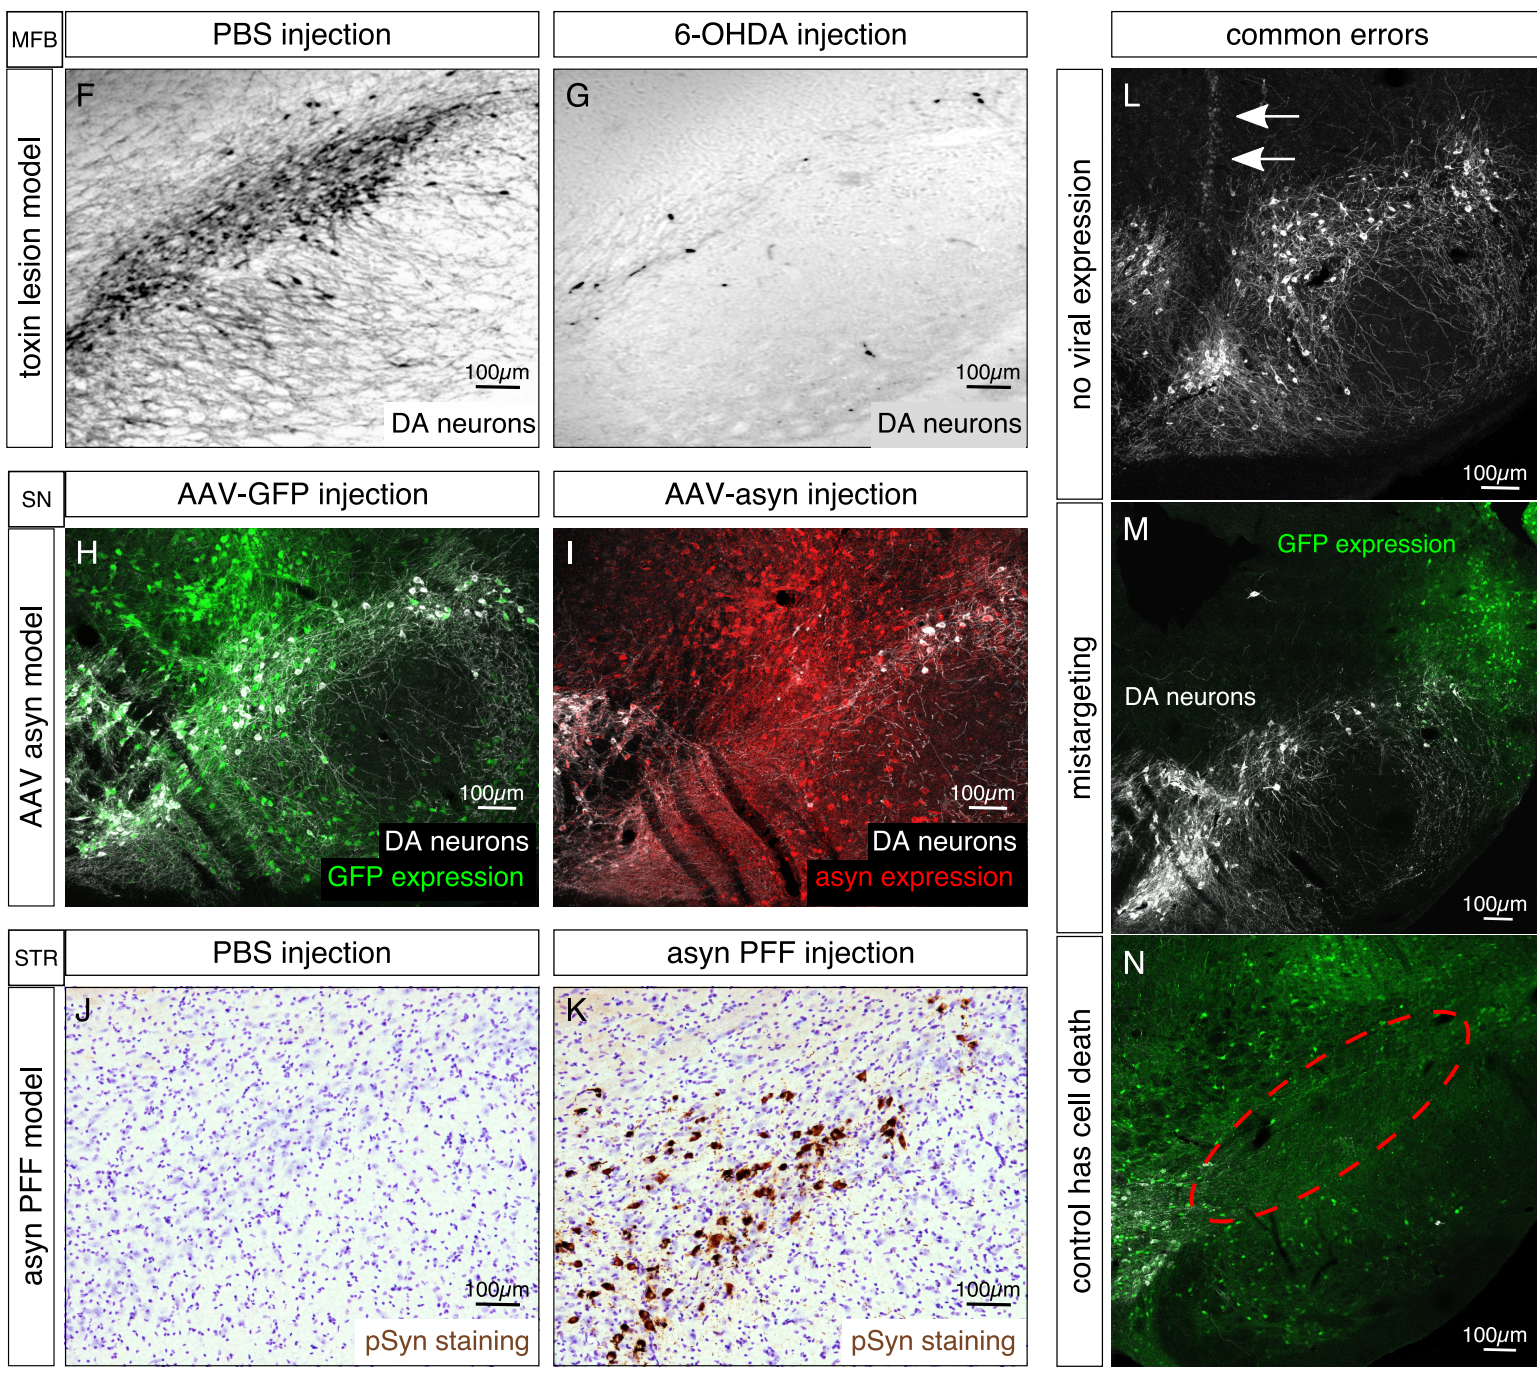 MFB
PBS injection
6-OHDA injection
toxin lesion model
F
100µm
DA neurons
G
100µm
DA neurons
SN
AAV-GFP injection
AAV-asyn injection
AAV asyn model
H
100µm
DA neurons
GFP expression
I
100µm
DA neurons
asyn expression
STR
PBS injection
asyn PFF injection
asyn PFF model
J
100µm
pSyn staining
K
100µm
pSyn staining
common errors
no viral expression
L
100µm
mistargeting
M
GFP expression
DA neurons
100µm
control has cell death
N
100µm